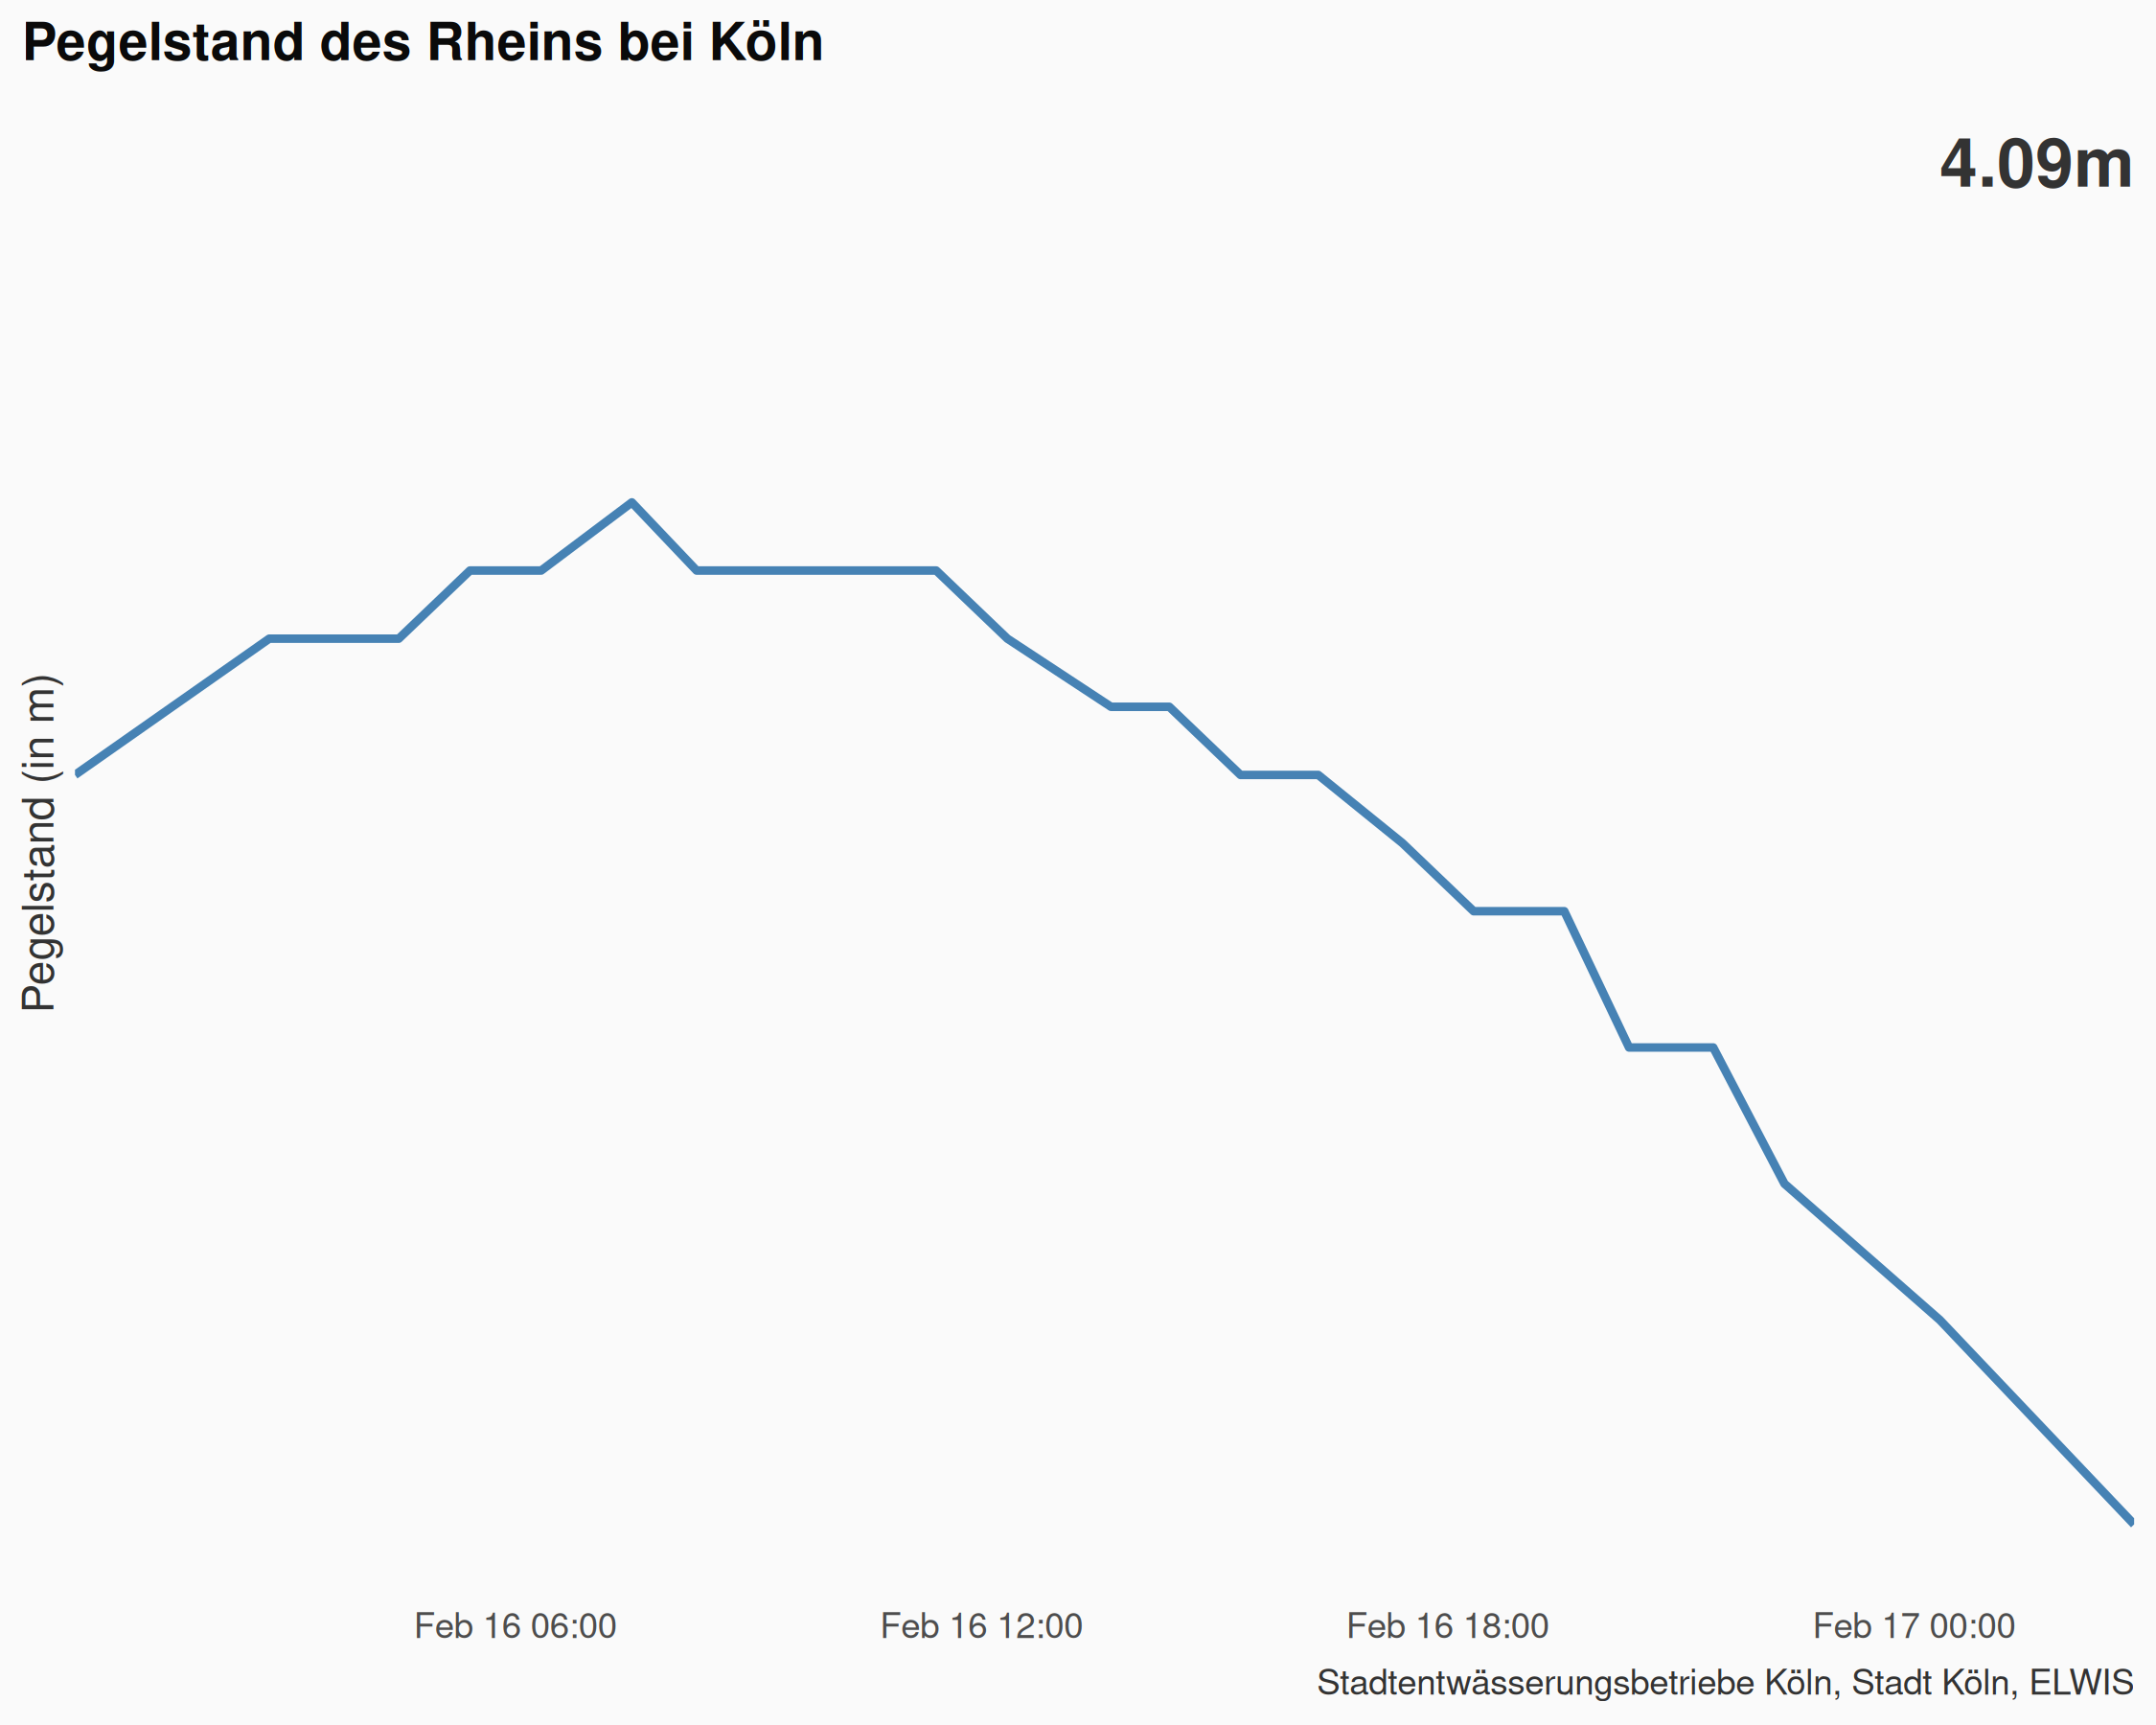 Pegelstand des Rheins bei Köln
4.09m
Pegelstand (in m)
Feb 16 06:00
Feb 16 12:00
Feb 16 18:00
Feb 17 00:00
Stadtentwässerungsbetriebe Köln, Stadt Köln, ELWIS